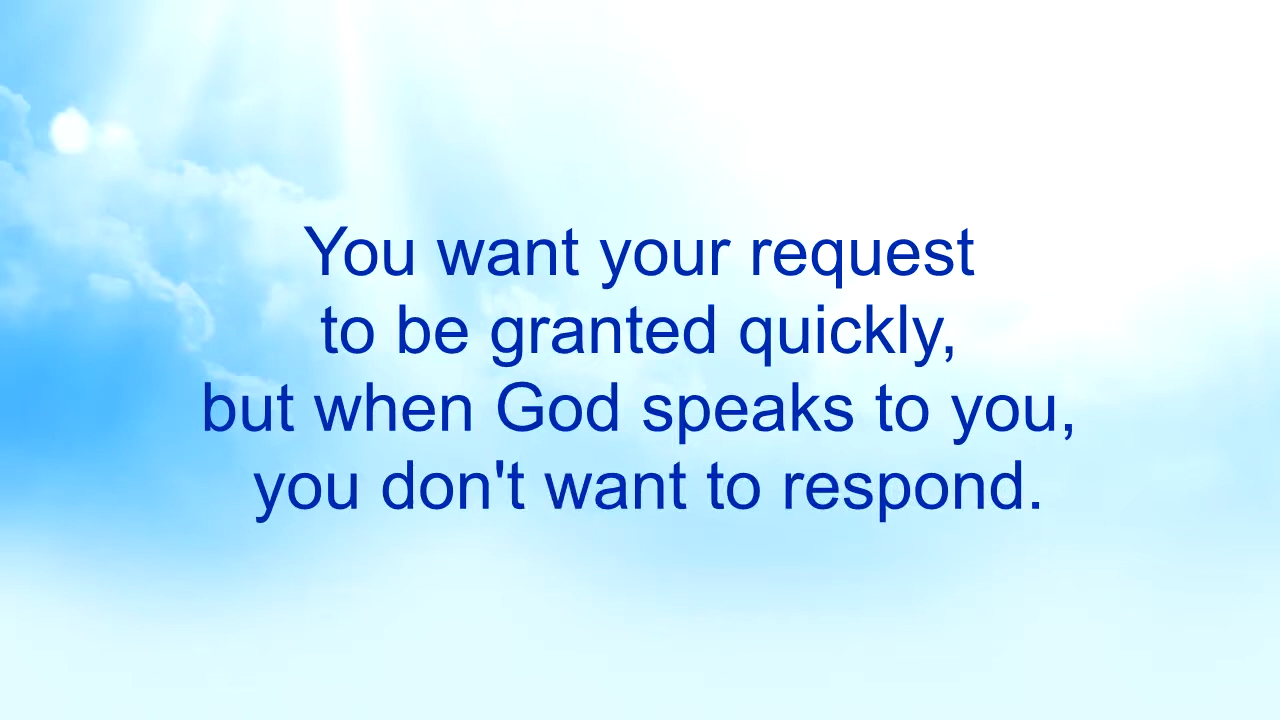 You want your request
to be granted quickly,
but when God speaks to you,
you don't want to respond.